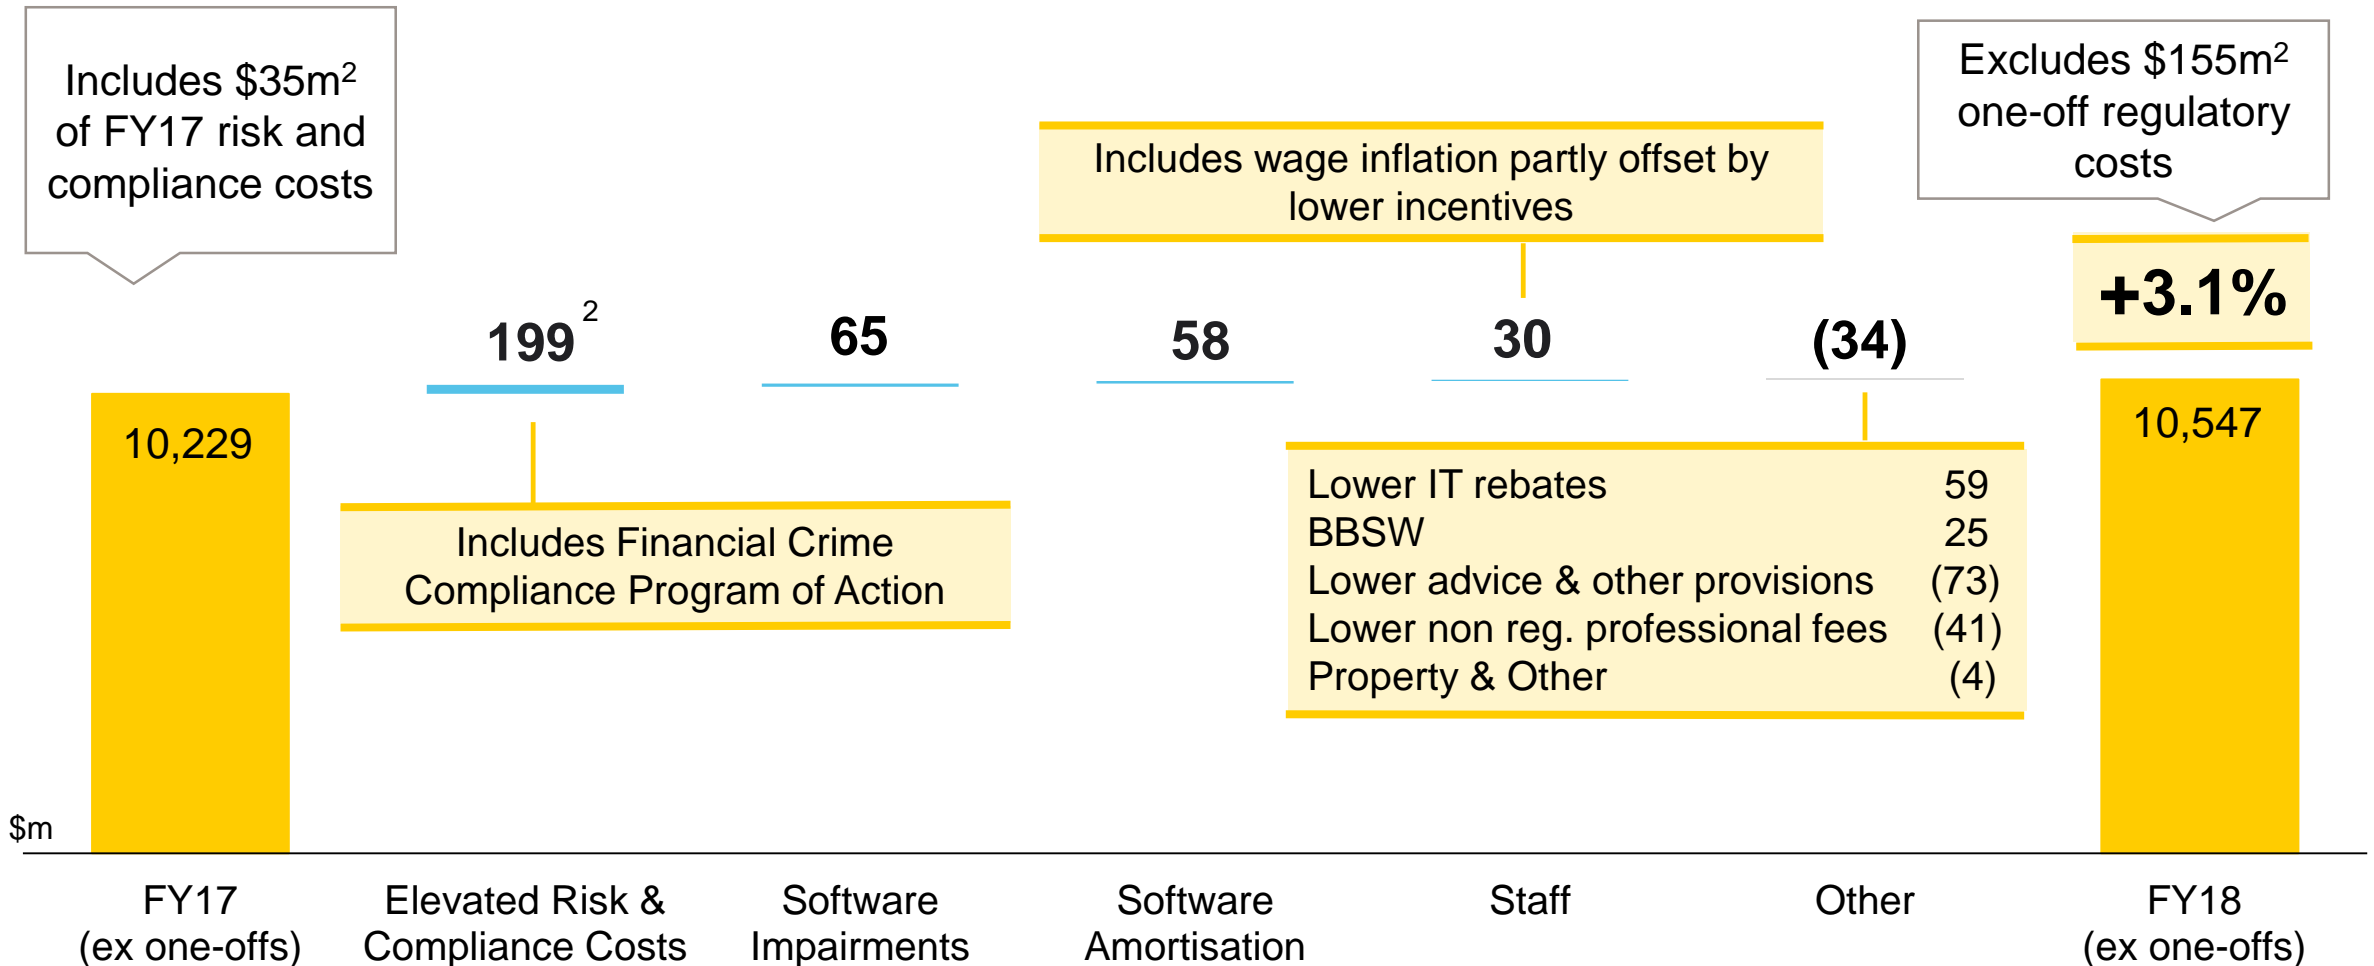 Includes $35m²
of FY17 risk and
compliance costs
Excludes $155m²
one-off regulatory
costs
Includes wage inflation partly offset by
lower incentives
+3.1%
199 ²
65
58
30
(34)
10,229
10,547
Includes Financial Crime
Compliance Program of Action
Lower IT rebates 59
BBSW 25
Lower advice & other provisions (73)
Lower non reg. professional fees (41)
Property & Other (4)
$m
FY17
(ex one-offs)
Elevated Risk &
Compliance Costs
Software
Impairments
Software
Amortisation
Staff
Other
FY18
(ex one-offs)